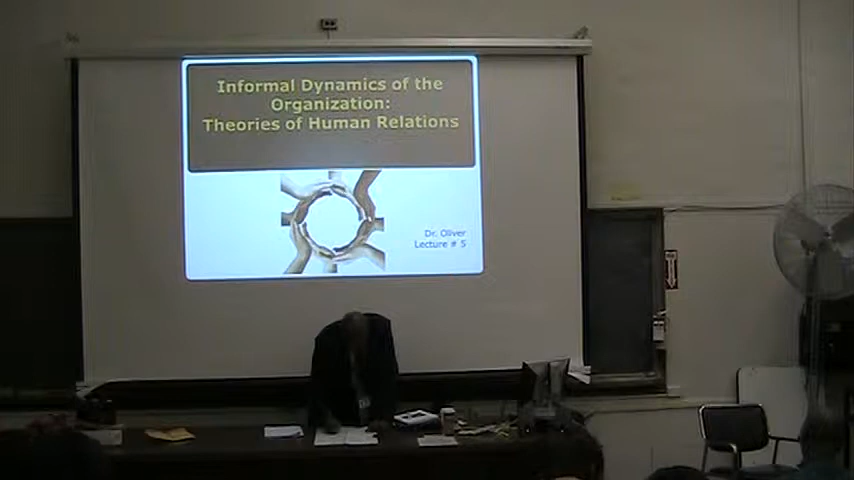 Informal Dynamics of the
Organization:
Theories of Human Relations
Dr. Oliver
Lecture # 5